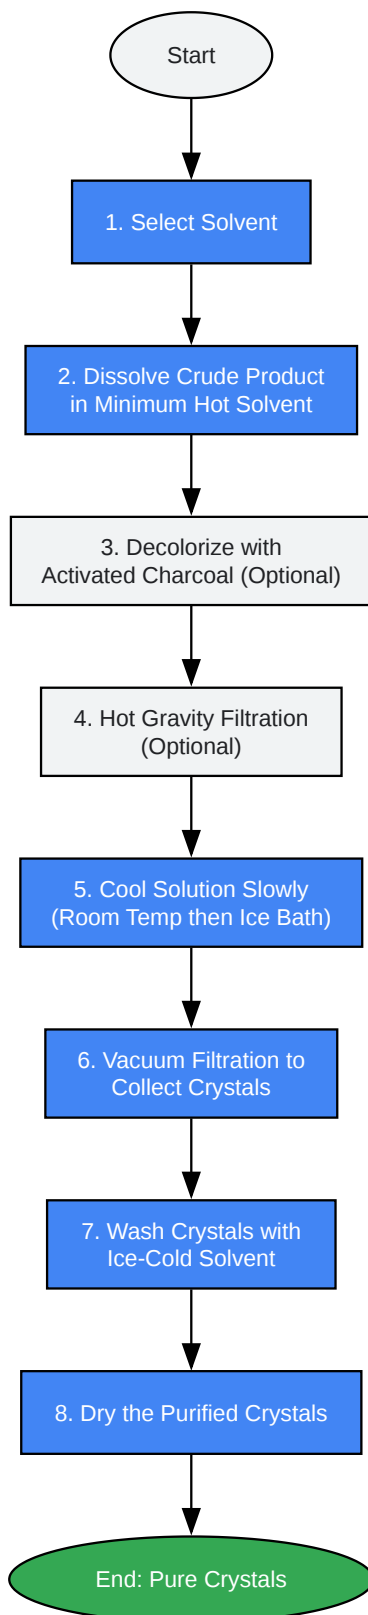 Start
1. Select Solvent
2. Dissolve Crude Product
in Minimum Hot Solvent
3. Decolorize with
Activated Charcoal (Optional)
4. Hot Gravity Filtration
(Optional)
5. Cool Solution Slowly
(Room Temp then Ice Bath)
6. Vacuum Filtration to
Collect Crystals
7. Wash Crystals with
Ice-Cold Solvent
8. Dry the Purified Crystals
End: Pure Crystals